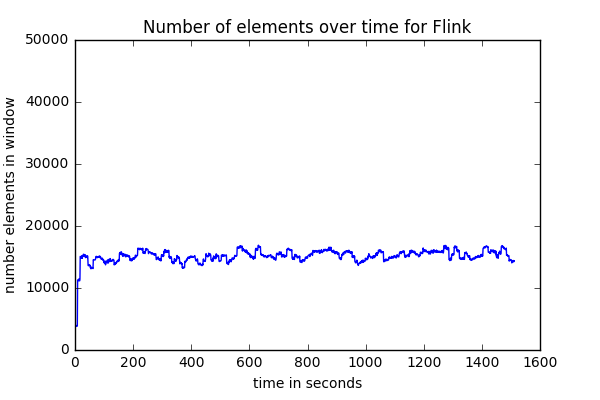 Number of elements over time for Flink
50000
40000
30000
20000
10000
0
number elements in window
0 200 400 600 800 1000 1200 1400 1600
time in seconds